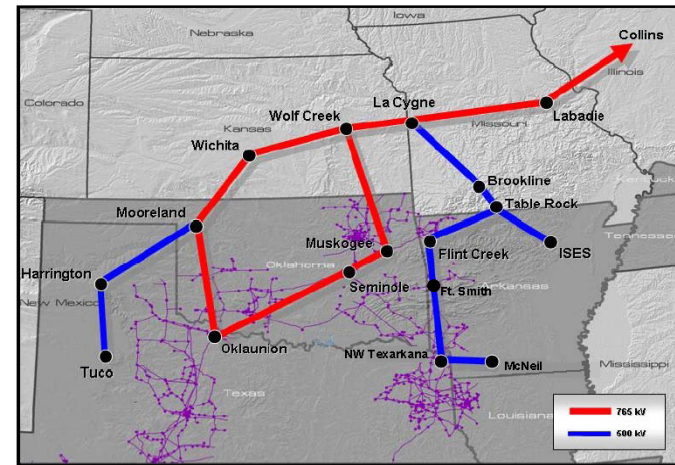 Iowa
Nebraska
Collins
Illinois
Colorado
La Cygne
Wolf Creek
Labadie
Kansas
Missouri
Wichita
Brookline
Table Rock
Mooreland
Muskogee
Flint Creek
ISES
Tennessee
Oklahoma
Harrington
Seminole
Ft. Smith
Arkansas
New Mexico
Oklaunion
NW Texarkana
McNeil
Tuco
Mississippi
Texas
Louisiana
765 kV
500 kV